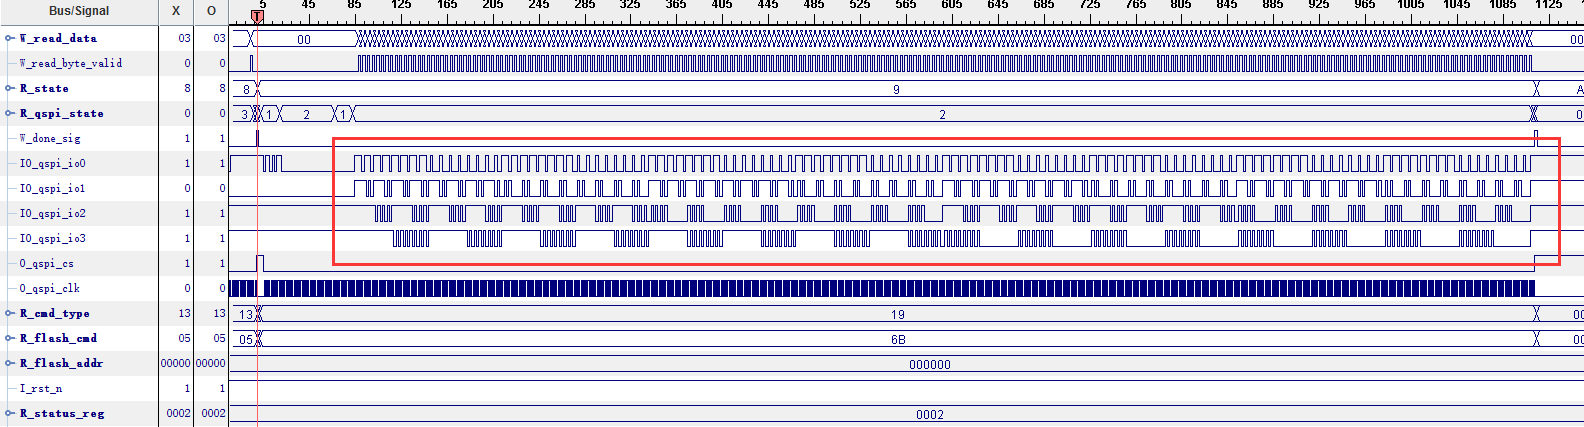 Bus/Signal X O 5 45 85 125 165 205 245 285 325 365 405 445 485 525 565 605 645 685 725 765 805 845 885 925 965 1005 1045 1085 1125
W_read_data 03 03 00 00
W_read_byte_valid 0 0
R_state 8 8 8 9 A
R_qspi_state 0 0 3 1 2 1 2 0
W_done_sig 1 1
IO_qspi_io0 1 1
IO_qspi_io1 0 0
IO_qspi_io2 1 1
IO_qspi_io3 1 1
O_qspi_cs 1 1
O_qspi_clk 0 0
R_cmd_type 13 13 13 19 00
R_flash_cmd 05 05 05 6B 00
R_flash_addr 00000 00000 000000
I_rst_n 1 1
R_status_reg 0002 0002 0002